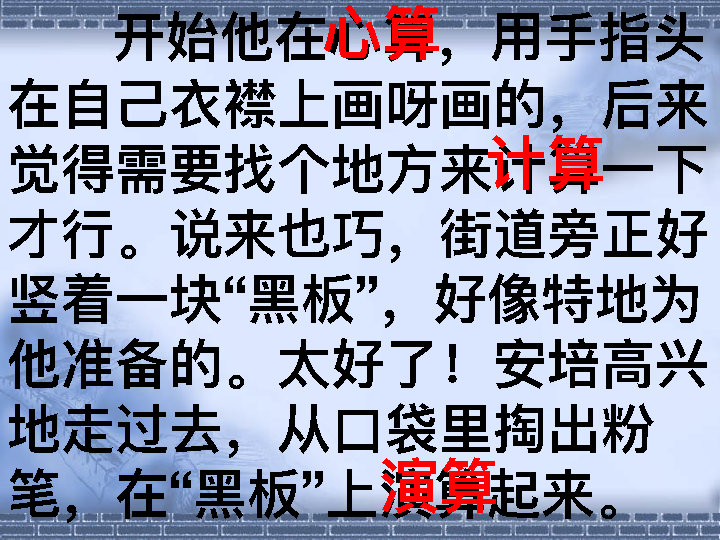 开始他在心算，用手指头
在自己衣襟上画呀画的，后来
觉得需要找个地方来计算一下
才行。说来也巧，街道旁正好
竖着一块“黑板”，好像特地为
他准备的。太好了！安培高兴
地走过去，从口袋里掏出粉
笔，在“黑板”上演算起来。